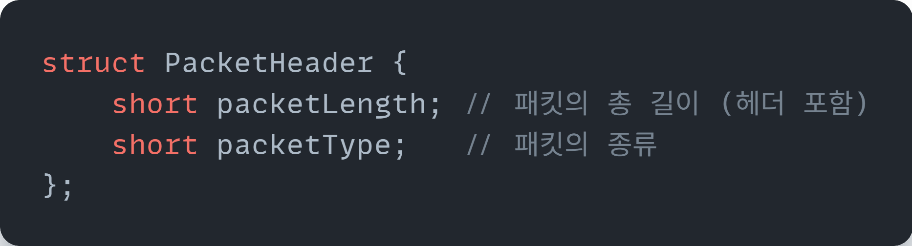 struct PacketHeader {
    short packetLength; // 패킷의 총 길이 (헤더 포함)
    short packetType;   // 패킷의 종류
};